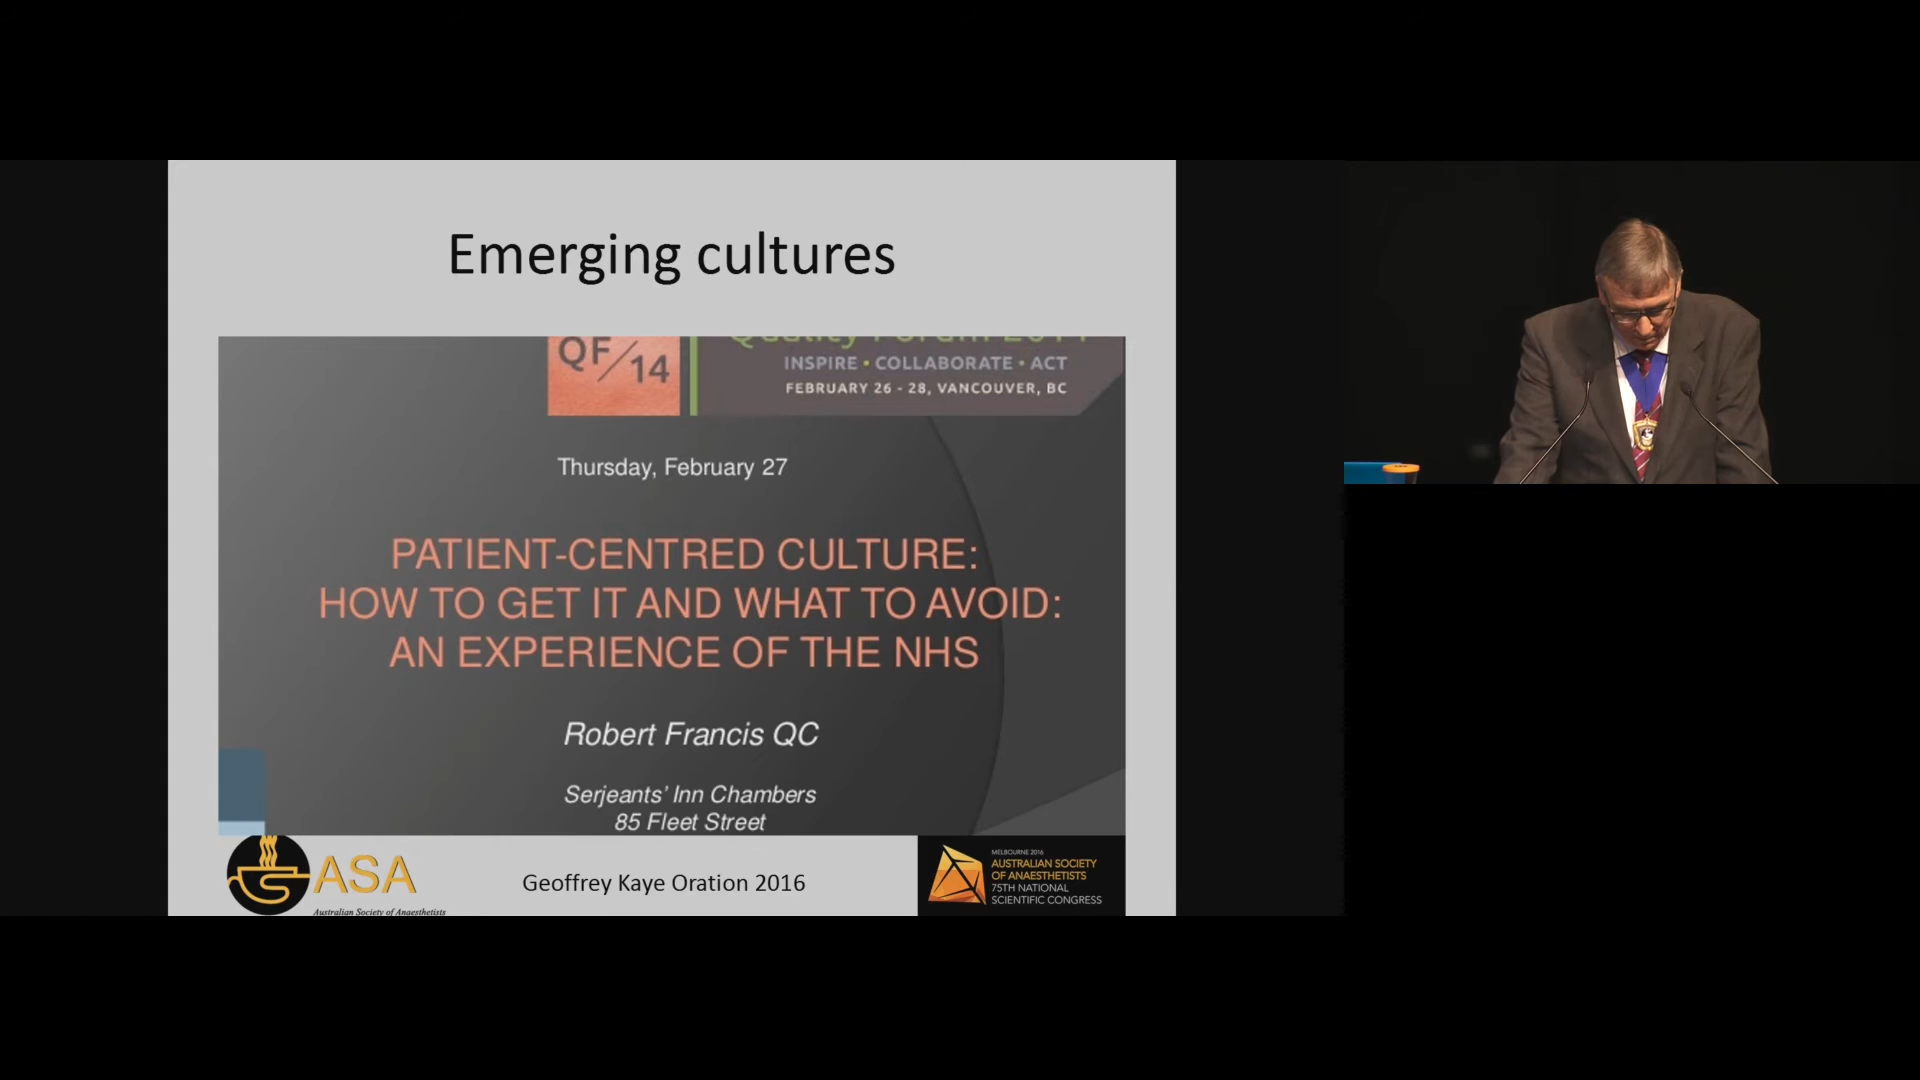 Emerging cultures
QF/14
INSPIRE • COLLABORATE • ACT
FEBRUARY 26 - 28, VANCOUVER, BC
Thursday, February 27
PATIENT-CENTRED CULTURE:
HOW TO GET IT AND WHAT TO AVOID:
AN EXPERIENCE OF THE NHS
Robert Francis QC
Serjeants' Inn Chambers
85 Fleet Street
ASA
Australian Society of Anaesthetists
Geoffrey Kaye Oration 2016
MELBOURNE 2016
AUSTRALIAN SOCIETY
OF ANAESTHETISTS
75TH NATIONAL
SCIENTIFIC CONGRESS